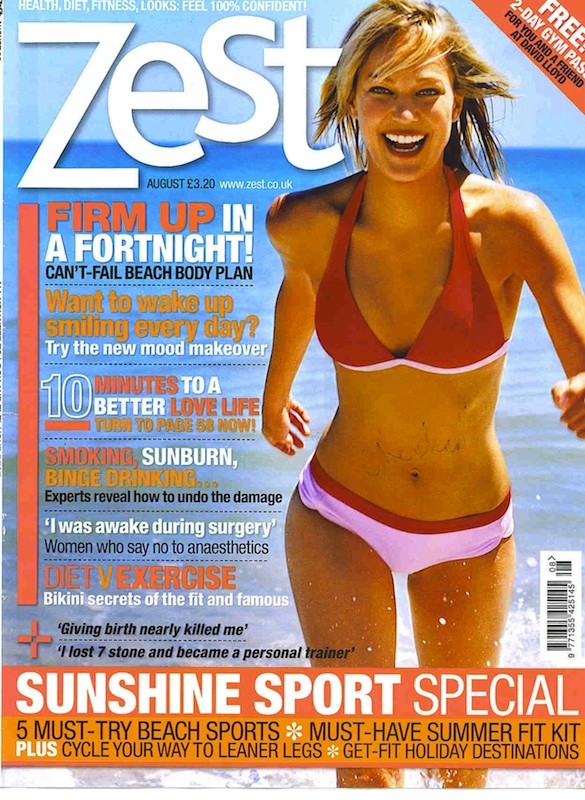 HEALTH, DIET, FITNESS, LOOKS: FEEL 100% CONFIDENT!
Zest
AUGUST £3.20 www.zest.co.uk
FREE!
2-DAY GYM PASS
FOR YOU AND A FRIEND
AT DAVID LLOYD
FIRM UP IN
A FORTNIGHT!
CAN'T-FAIL BEACH BODY PLAN
Want to wake up
smiling every day?
Try the new mood makeover
10 MINUTES TO A
BETTER LOVE LIFE
TURN TO PAGE 58 NOW!
SMOKING, SUNBURN,
BINGE DRINKING...
Experts reveal how to undo the damage
'I was awake during surgery'
Women who say no to anaesthetics
DIET V EXERCISE
Bikini secrets of the fit and famous
+ 'Giving birth nearly killed me'
'I lost 7 stone and became a personal trainer'
08>
9 771355 425145
SUNSHINE SPORT SPECIAL
5 MUST-TRY BEACH SPORTS * MUST-HAVE SUMMER FIT KIT
PLUS CYCLE YOUR WAY TO LEANER LEGS * GET-FIT HOLIDAY DESTINATIONS